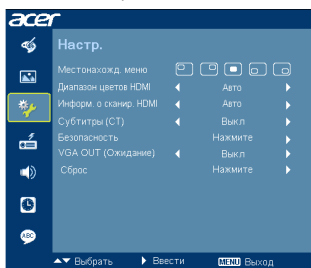 acer
Настр.
Местонахожд. меню
Диапазон цветов HDMI Авто
Информ. о сканир. HDMI Авто
Субтитры (СТ) Выкл
Безопасность Нажмите
VGA OUT (Ожидание) Выкл
Сброс Нажмите
ABC
Выбрать Ввести MENU Выход